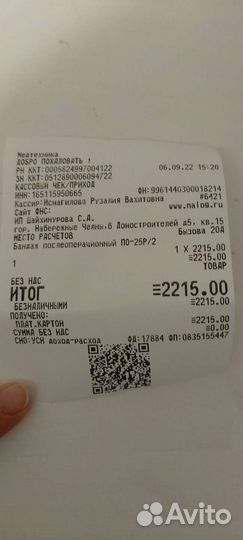 Медтехника
ДОБРО ПОЖАЛОВАТЬ !
РН ККТ:0005824997004122 06.09.22 15:20
ЗН ККТ:0512890006094722
КАССОВЫЙ ЧЕК/ПРИХОД ФН:9961440300018214
ИНН:165115950665 #6421
Кассир:Исмагилова Рузалия Вахитовна
Сайт ФНС: www.nalog.ru
ИП Шайхинурова С.А.
гор. Набережные Челны,б Домостроителей д5, кв.15
МЕСТО РАСЧЕТОВ Вызова 20А
Бандаж послеоперационный ПО-25Р/2
1 X 2215.00
1 ≡2215.00
ТОВАР
БЕЗ НДС
ИТОГ ≡2215.00
БЕЗНАЛИЧНЫМИ ≡2215.00
ПОЛУЧЕНО:
ПЛАТ.КАРТОЙ ≡2215.00
СУММА БЕЗ НДС ≡0.00
СНО:УСН доход-расход ФД:17884 ФП:0835155447
Avito